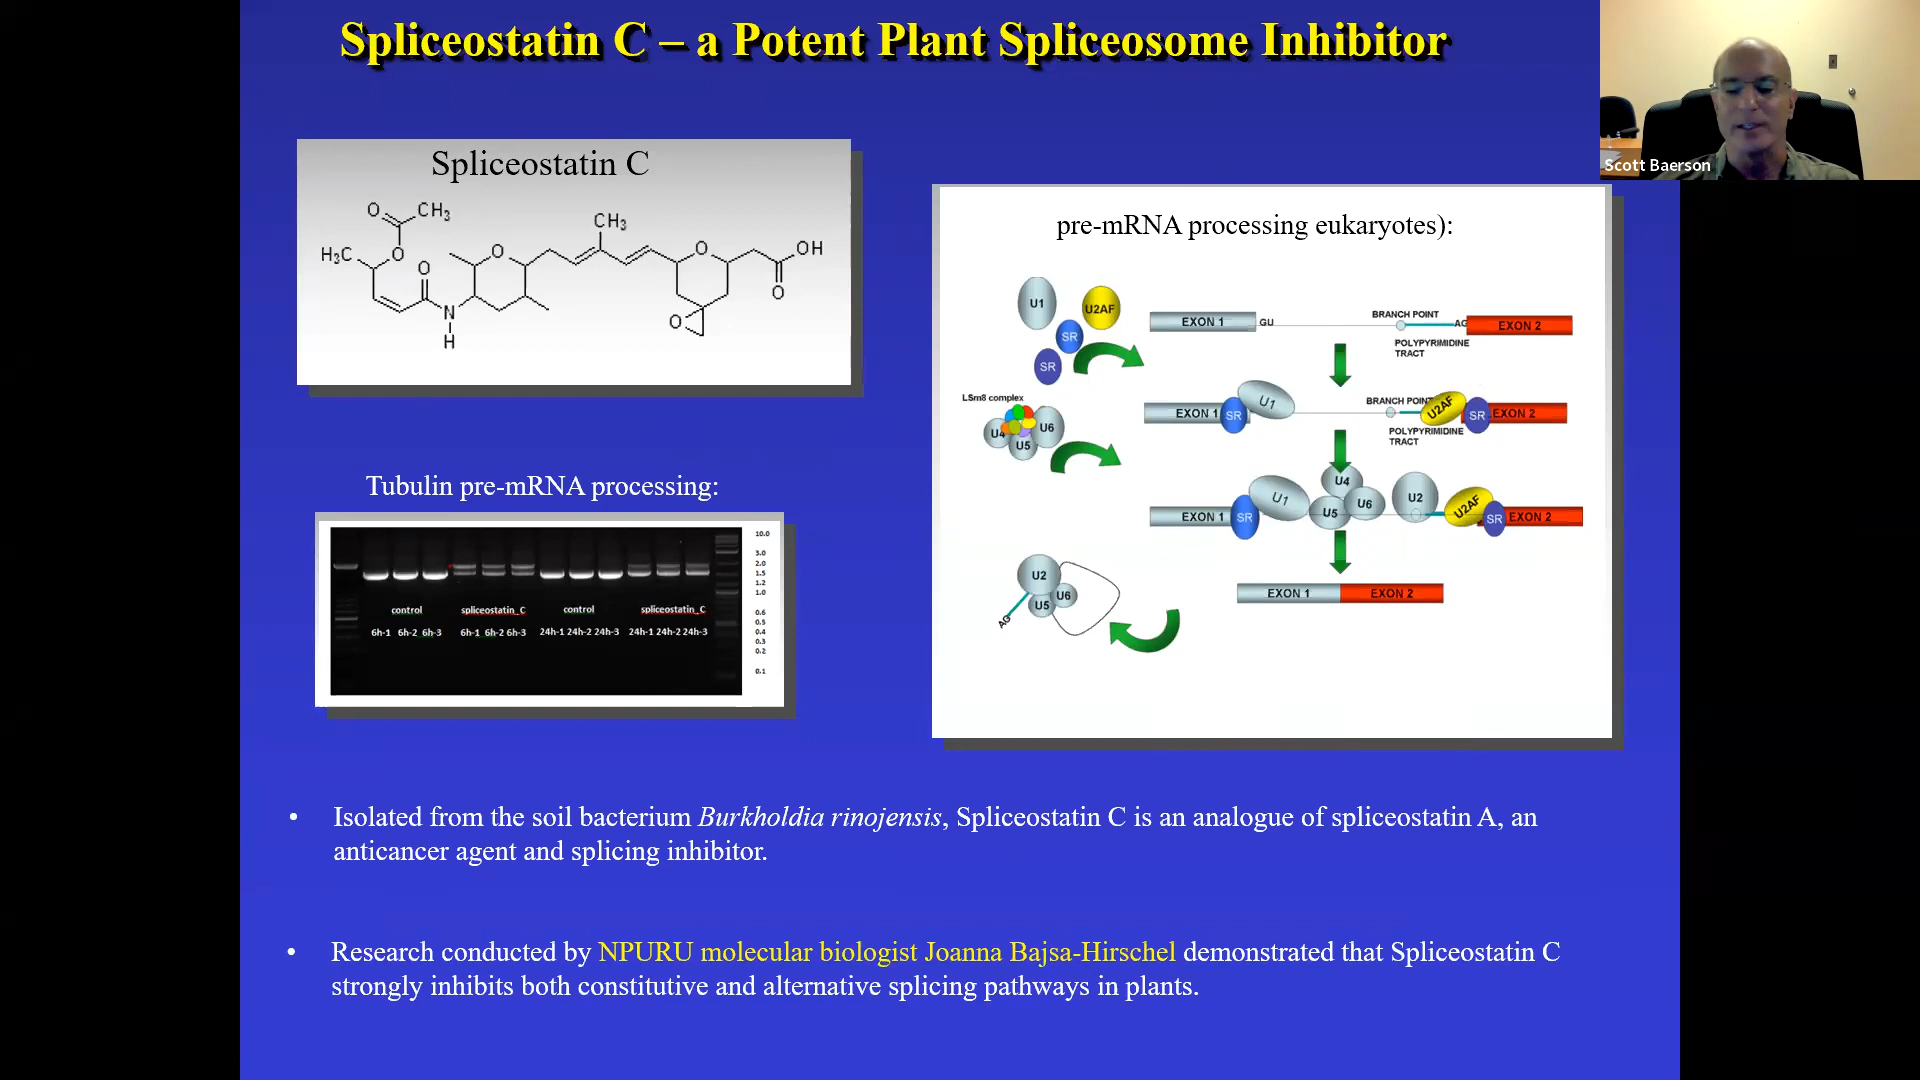 Spliceostatin C – a Potent Plant Spliceosome Inhibitor
Scott Baerson
Spliceostatin C
O
CH3
H3C
O
O
N
H
O
CH3
O
O
OH
O
Tubulin pre-mRNA processing:
10.0
3.0
2.0
1.5
1.2
1.0
0.6
0.5
0.4
0.3
0.2
0.1
control spliceostatin_C control spliceostatin_C
6h-1 6h-2 6h-3 6h-1 6h-2 6h-3 24h-1 24h-2 24h-3 24h-1 24h-2 24h-3
pre-mRNA processing eukaryotes):
U1
U2AF
SR
SR
EXON 1 GU BRANCH POINT AG EXON 2
POLYPYRIMIDINE
TRACT
LSm8 complex
U4 U5 U6
EXON 1 SR U1 BRANCH POINT U2AF SR EXON 2
POLYPYRIMIDINE
TRACT
EXON 1 SR U1 U4 U5 U6 U2 U2AF SR EXON 2
EXON 1 EXON 2
U2
U5 U6
AG
• Isolated from the soil bacterium Burkholdia rinojensis, Spliceostatin C is an analogue of spliceostatin A, an
anticancer agent and splicing inhibitor.
• Research conducted by NPURU molecular biologist Joanna Bajsa-Hirschel demonstrated that Spliceostatin C
strongly inhibits both constitutive and alternative splicing pathways in plants.